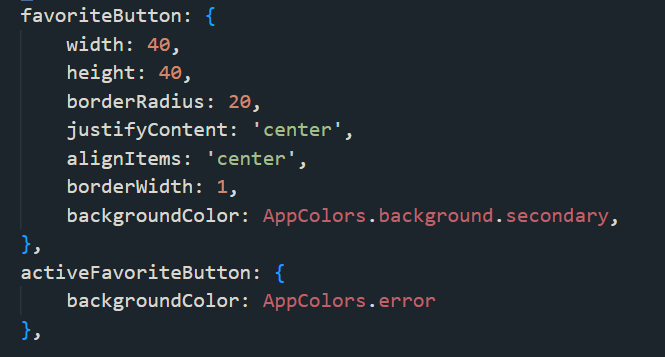 favoriteButton: {
    width: 40,
    height: 40,
    borderRadius: 20,
    justifyContent: 'center',
    alignItems: 'center',
    borderWidth: 1,
    backgroundColor: AppColors.background.secondary,
},
activeFavoriteButton: {
    backgroundColor: AppColors.error
},